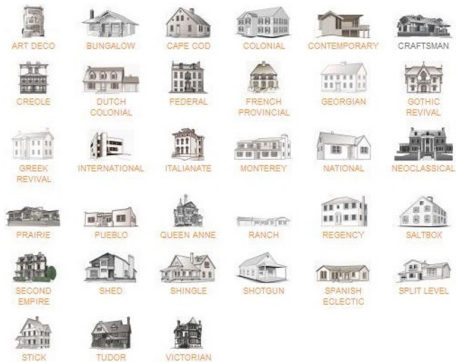 ART DECO
BUNGALOW
CAPE COD
COLONIAL
CONTEMPORARY
CRAFTSMAN
CREOLE
DUTCH
COLONIAL
FEDERAL
FRENCH
PROVINCIAL
GEORGIAN
GOTHIC
REVIVAL
GREEK
REVIVAL
INTERNATIONAL
ITALIANATE
MONTEREY
NATIONAL
NEOCLASSICAL
PRAIRIE
PUEBLO
QUEEN ANNE
RANCH
REGENCY
SALTBOX
SECOND
EMPIRE
SHED
SHINGLE
SHOTGUN
SPANISH
ECLECTIC
SPLIT LEVEL
STICK
TUDOR
VICTORIAN